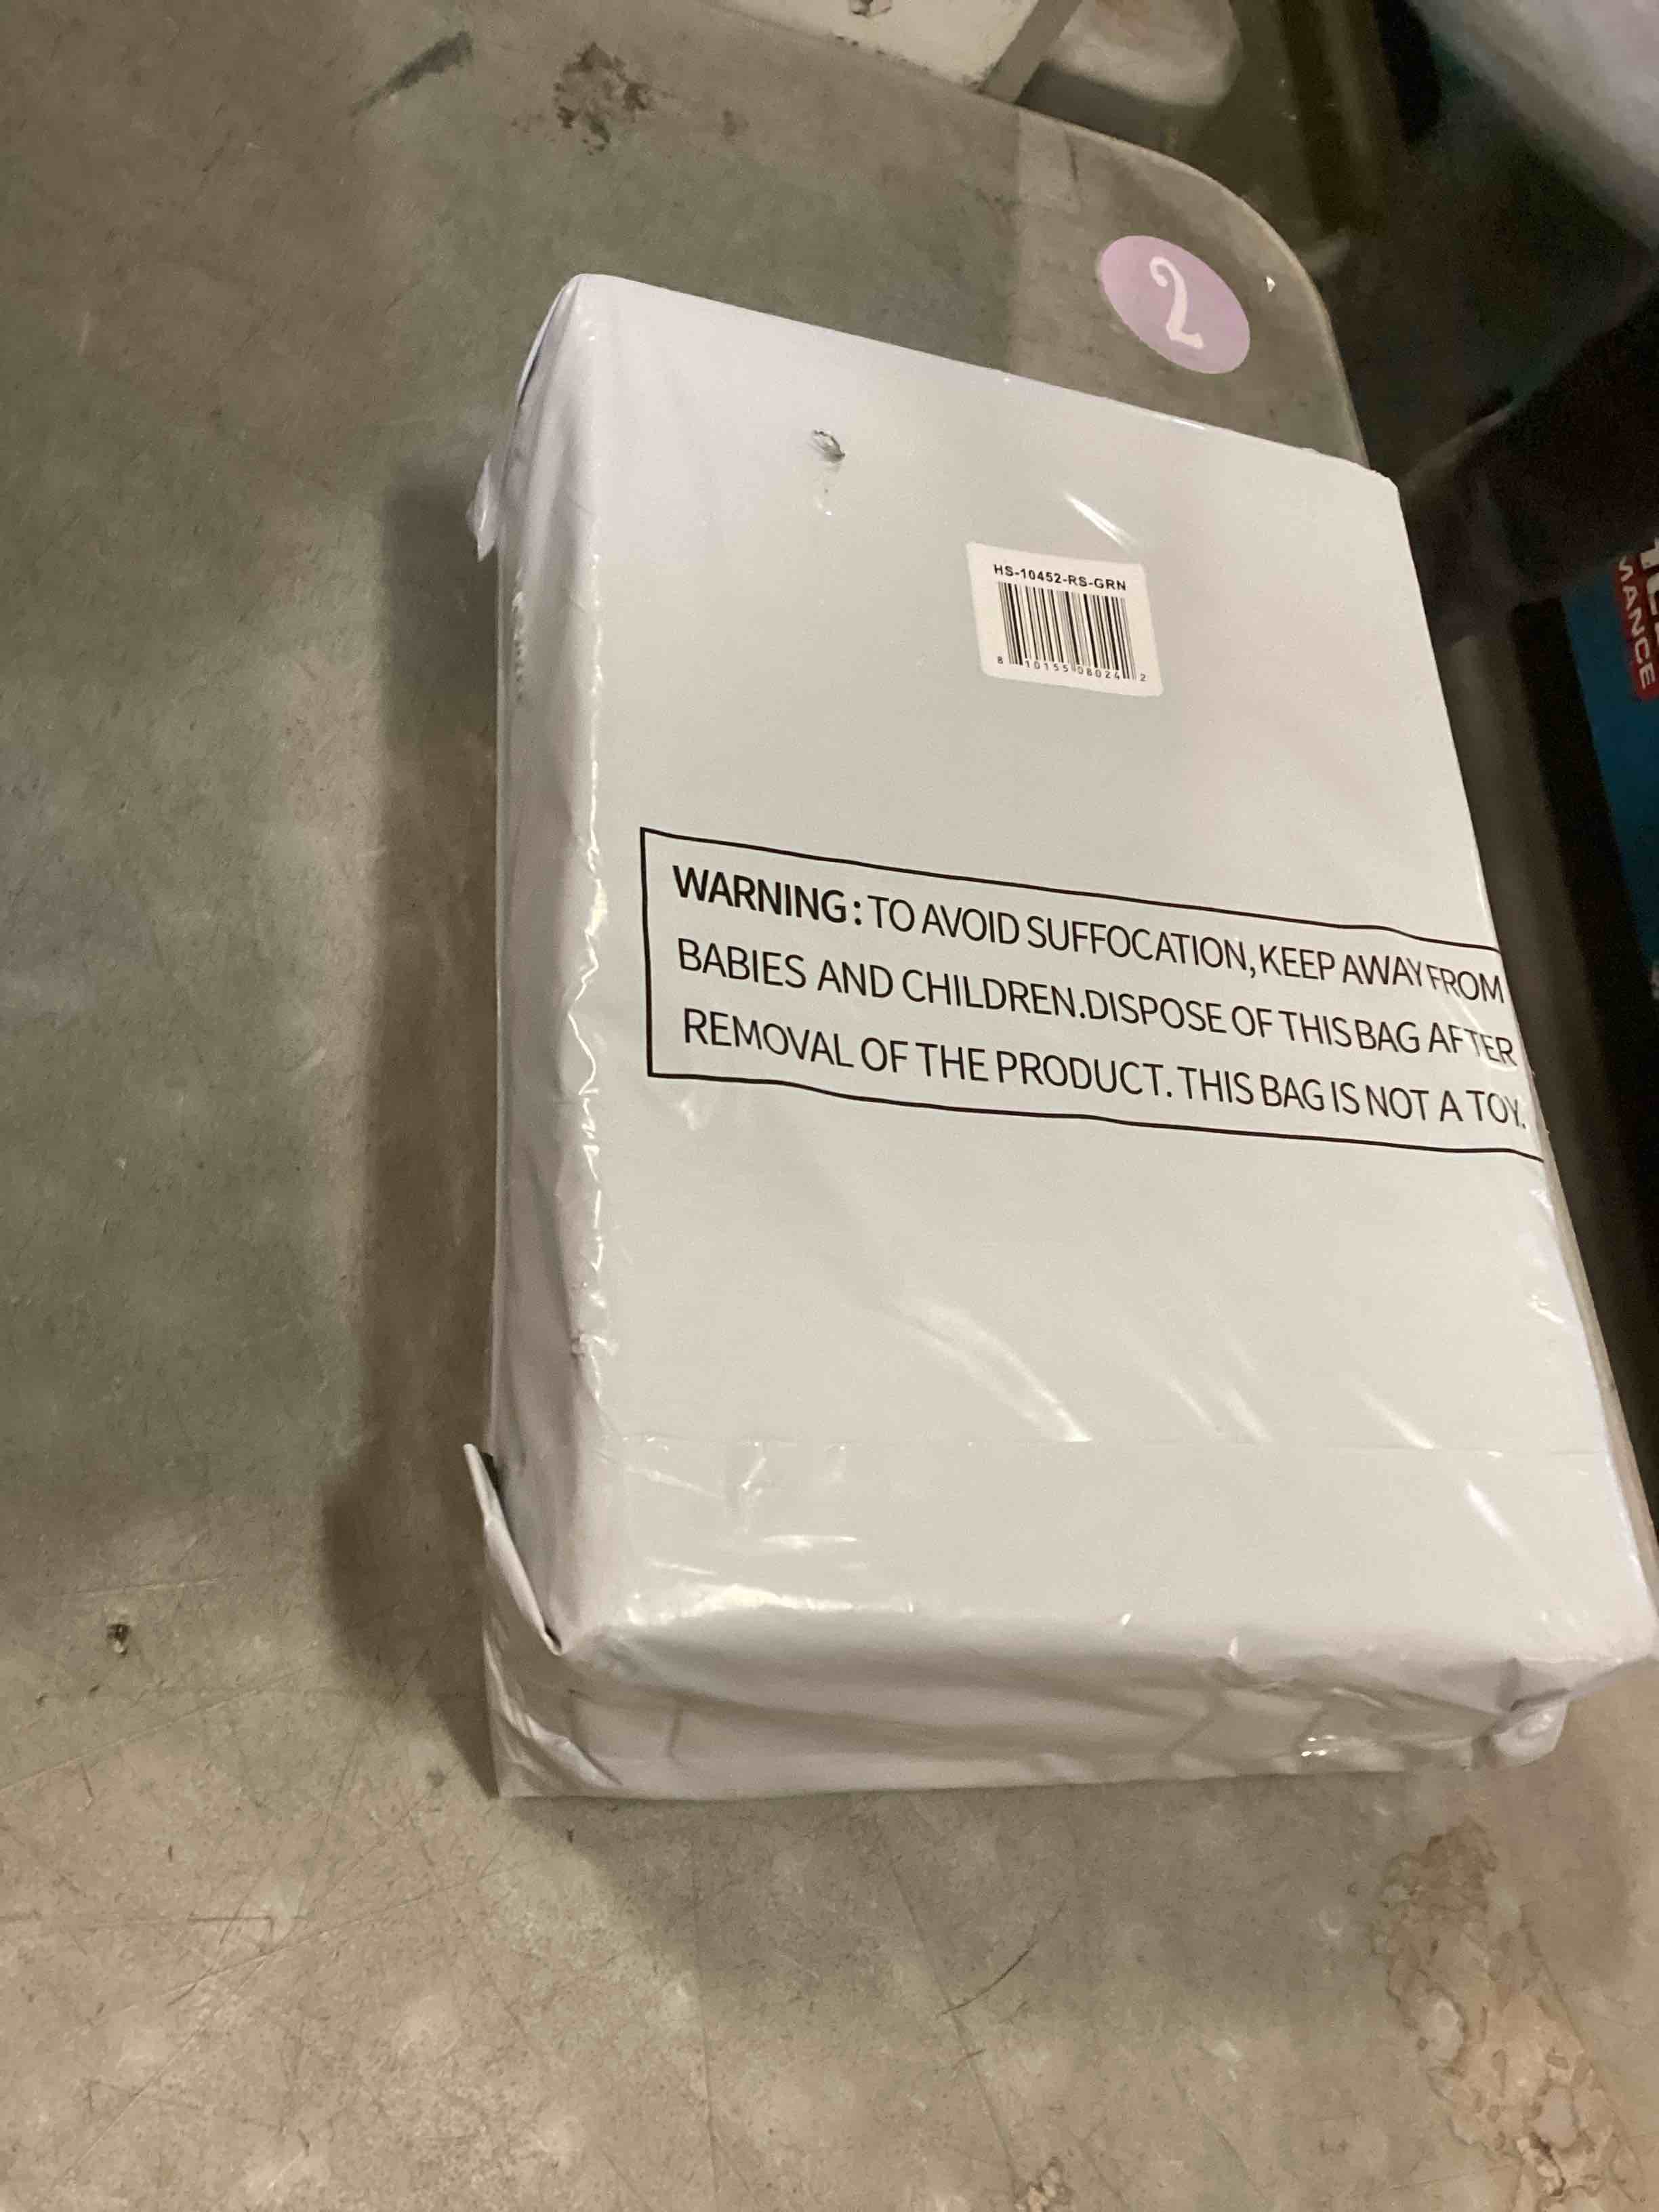 2
HS-10452-RS-GRN
8 10155 08024 2
WARNING: TO AVOID SUFFOCATION, KEEP AWAY FROM
BABIES AND CHILDREN.DISPOSE OF THIS BAG AFTER
REMOVAL OF THE PRODUCT. THIS BAG IS NOT A TOY.